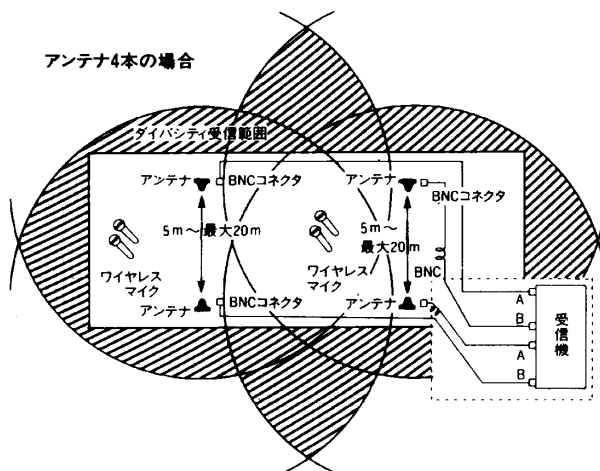 アンテナ4本の場合
ダイバシティ受信範囲
アンテナ
BNCコネクタ
アンテナ
BNCコネクタ
5m〜最大20m
5m〜
最大20m
ワイヤレス
マイク
ワイヤレス
マイク
BNC
アンテナ
BNCコネクタ
アンテナ
A
B
A
B
受信機